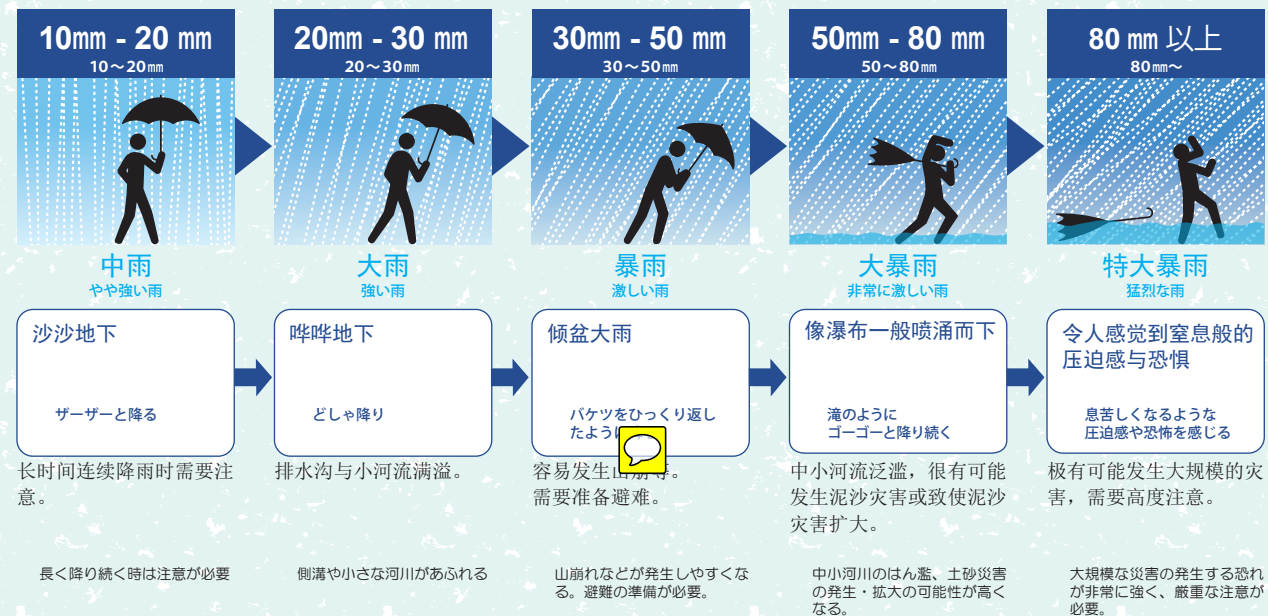 10mm - 20 mm
10～20㎜
20mm - 30 mm
20～30㎜
30mm - 50 mm
30～50㎜
50mm - 80 mm
50～80㎜
80 mm 以上
80㎜～
中雨
やや強い雨
大雨
強い雨
暴雨
激しい雨
大暴雨
非常に激しい雨
特大暴雨
猛烈な雨
沙沙地下
ザーザーと降る
哗哗地下
どしゃ降り
倾盆大雨
バケツをひっくり返し
たように
像瀑布一般喷涌而下
滝のように
ゴーゴーと降り続く
令人感觉到窒息般的
压迫感与恐惧
息苦しくなるような
圧迫感や恐怖を感じる
长时间连续降雨时需要注
意。
長く降り続く時は注意が必要
排水沟与小河流满溢。
側溝や小さな河川があふれる
容易发生山崩等。
需要准备避难。
山崩れなどが発生しやすくな
る。避難の準備が必要。
中小河流泛滥，很有可能
发生泥沙灾害或致使泥沙
灾害扩大。
中小河川のはん濫、土砂災害
の発生・拡大の可能性が高く
なる。
极有可能发生大规模的灾
害，需要高度注意。
大規模な災害の発生する恐れ
が非常に強く、厳重な注意が
必要。